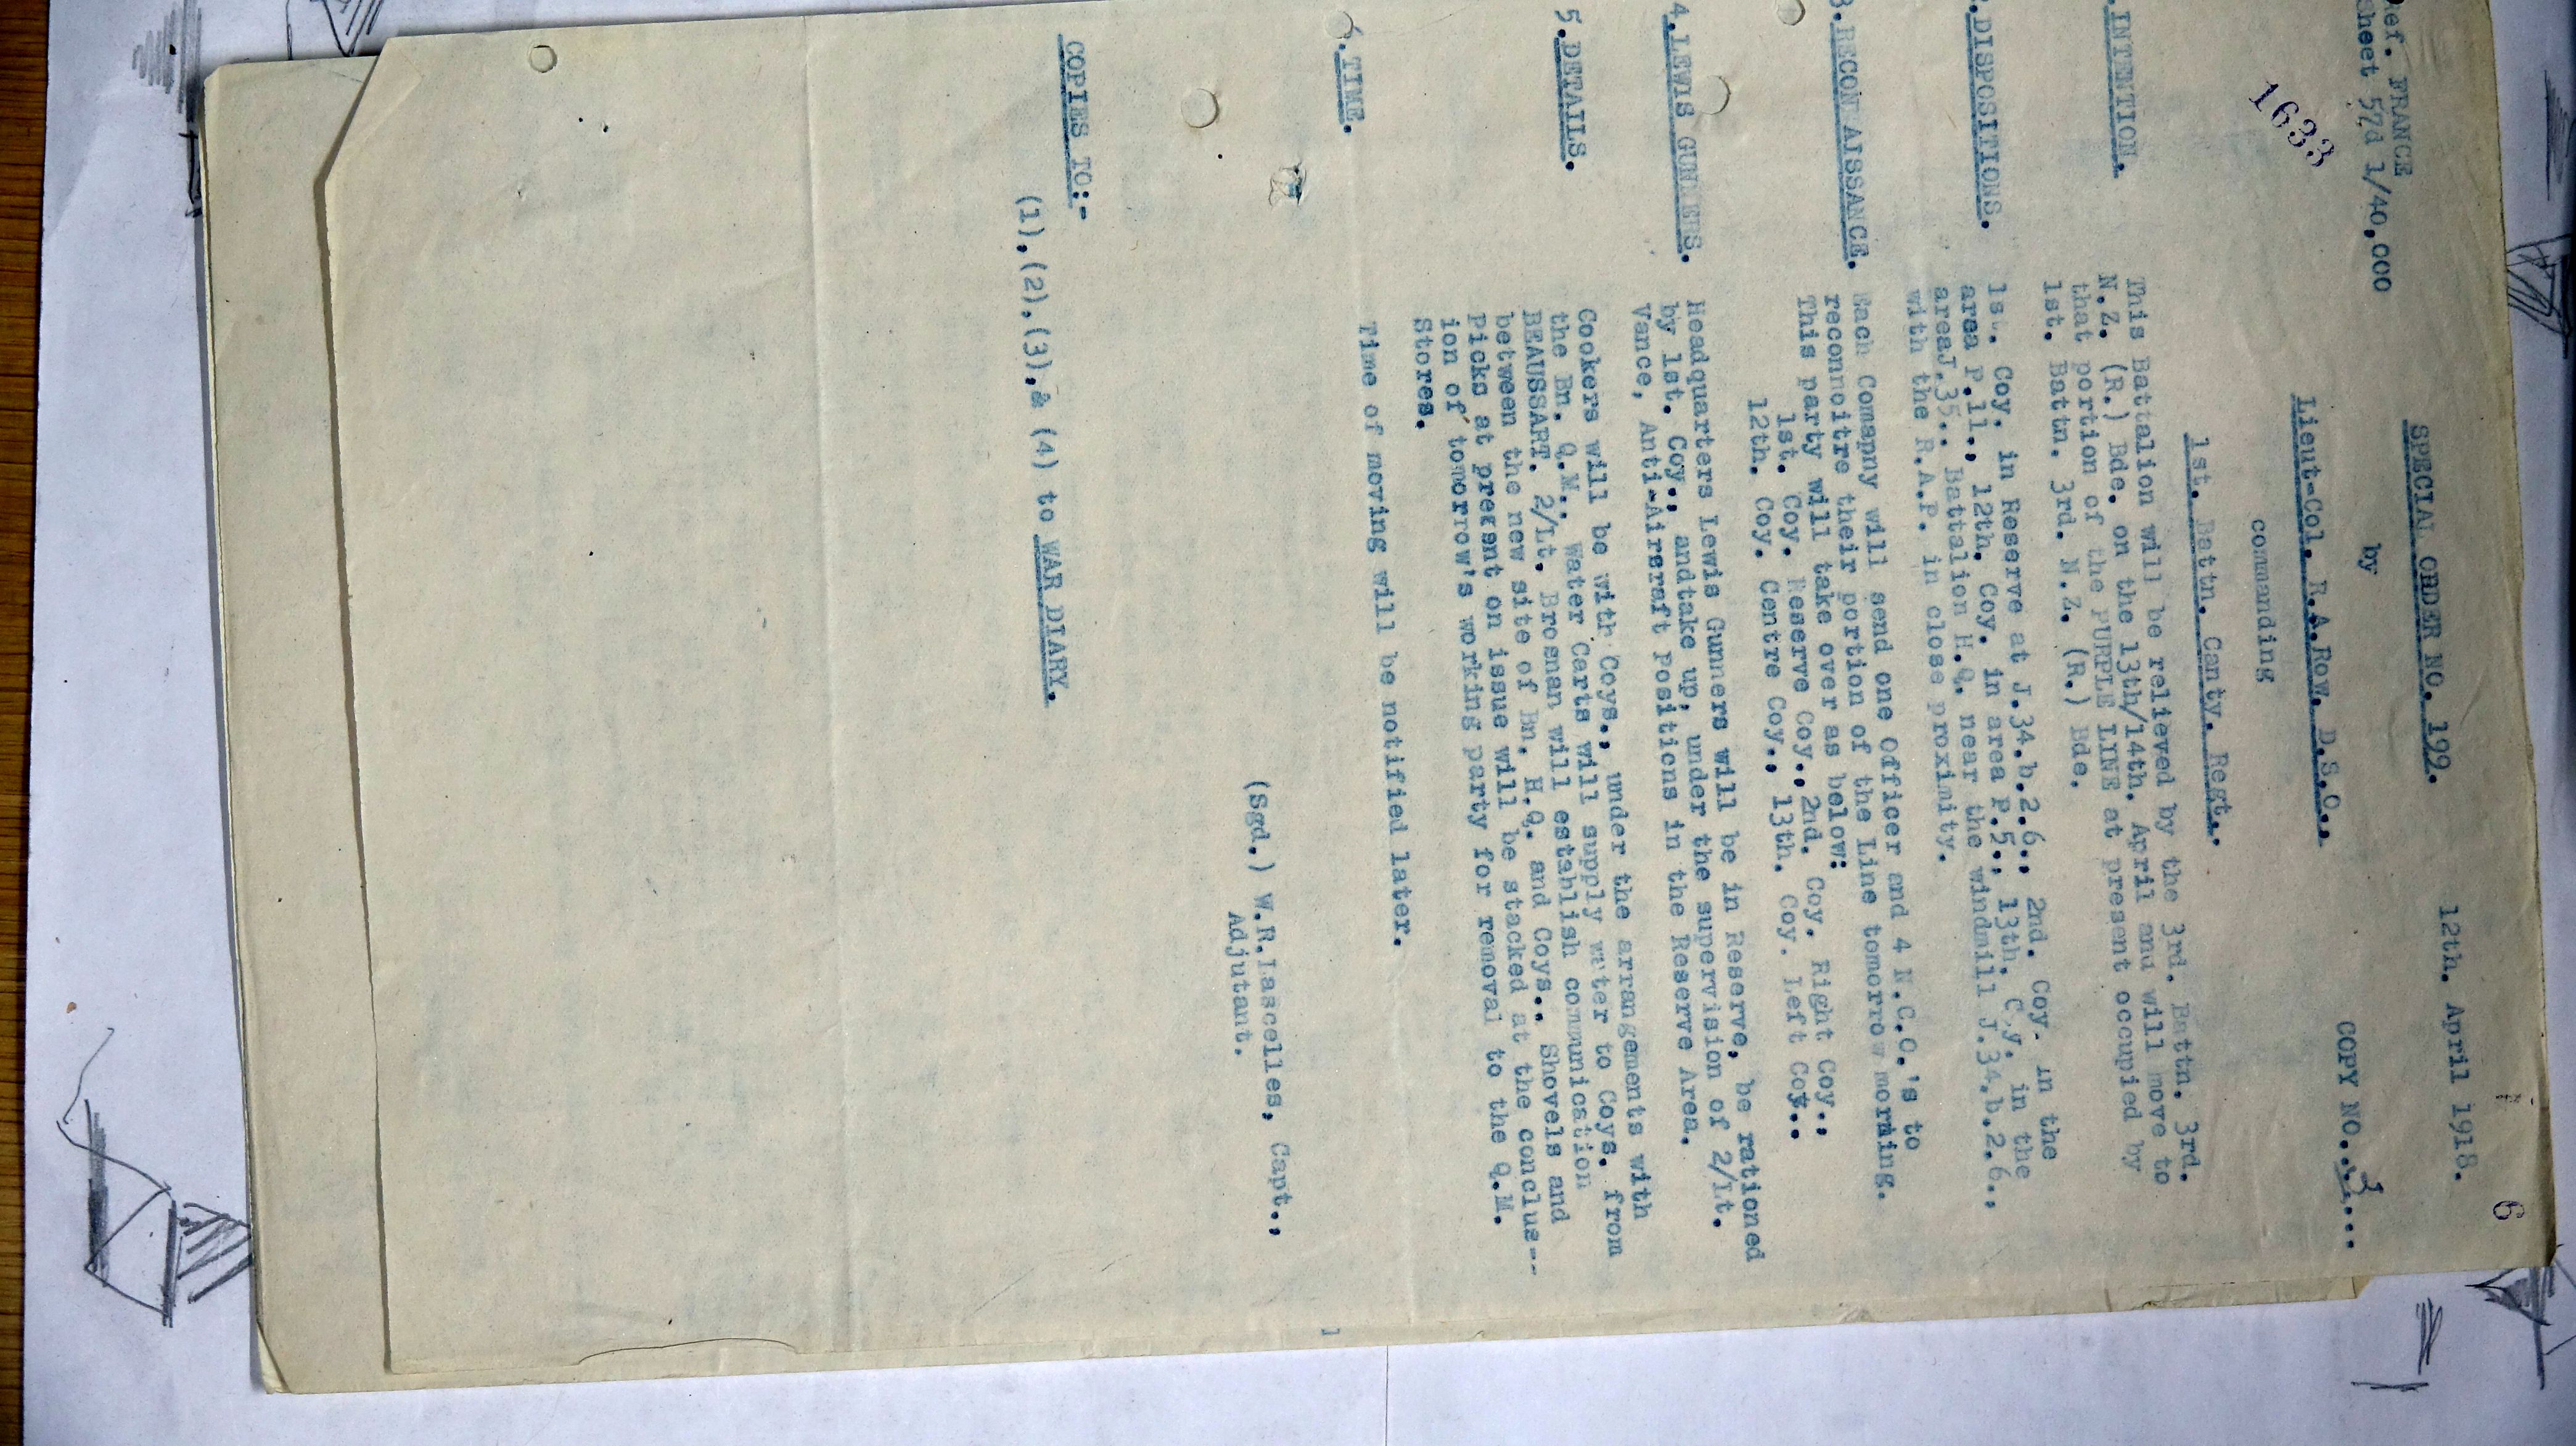 6
SPECIAL ORDER NO. 192. 12th. April 1918.
Ref. FRANCE
sheet 57d 1/40,000 by COPY NO..3...
Lieut-Col. R.A.Row. D.S.O.,
1633
commanding
1st. Battn. Canty. Regt..
.INTENTION. This Battalion will be relieved by the 3rd. Battn. 3rd.
N.Z. (R.) Bde. on the 13th/14th. April and will move to
that portion of the PURPLE LINE at present occupied by
1st. Battn. 3rd. N.Z. (R.) Bde.
.DISPOSITIONS. 1st. Coy. in Reserve at J.34.b.2.6., 2nd. Coy. in the
area P.11., 12th. Coy. in area P.5., 13th. C y. in the
areaJ.35.. Battalion H.Q. near the windmill J.34.b.2.6.,
with the R.A.P. in close proximity.
3.RECON AISSANCE. Each Comapny will send one Officer and 4 N.C.O.'s to
reconnoitre their portion of the Line tomorrow morning.
This party will take over as below:
1st. Coy. Reserve Coy., 2nd. Coy. Right Coy.,
12th. Coy. Centre Coy., 13th. Coy. Left Coy..
4.LEWIS GUNNERS. Headquarters Lewis Gunners will be in Reserve, be rationed
by 1st. Coy., andtake up, under the supervision of 2/Lt.
Vance, Anti-Aircraft positions in the Reserve Area.
5.DETAILS. Cookers will be with Coys., under the arrangements with
the Bn. Q.M.. Water Carts will supply water to Coys. from
BEAUSSART. 2/Lt. Brosnan will establish communication
between the new site of Bn. H.Q. and Coys.. Shovels and
Picks at present on issue will be stacked at the conclus--
ion of tomorrow's working party for removal to the Q.M.
Stores.
6.TIME. Time of moving will be notified later.
(Sgd.) W.R.Lascelles, Capt.,
Adjutant.
COPIES TO:-
(1),(2),(3),& (4) to WAR DIARY.